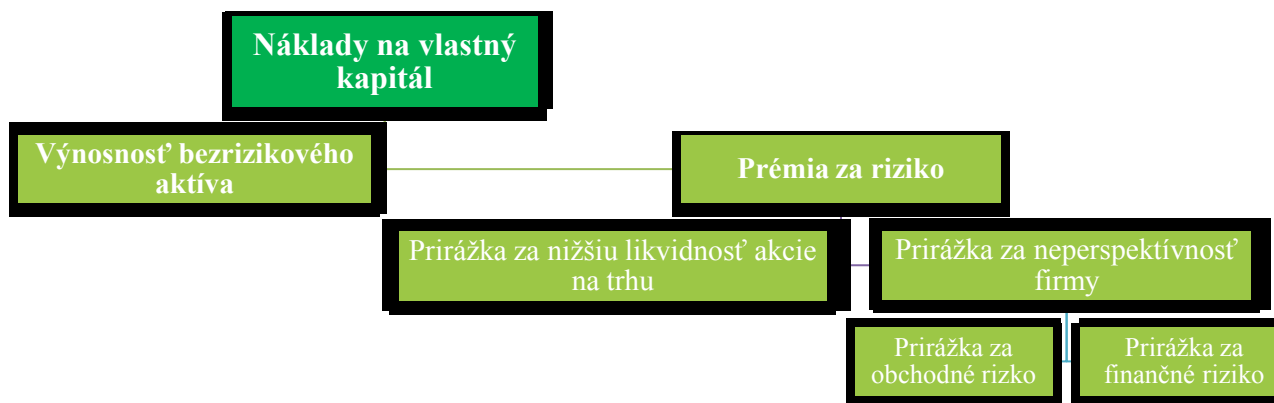 Náklady na vlastný
kapitál
Výnosnosť bezrizikového
aktíva
Prémia za riziko
Prirážka za nižšiu likvidnosť akcie
na trhu
Prirážka za neperspektívnosť
firmy
Prirážka za
obchodné rizko
Prirážka za
finančné riziko